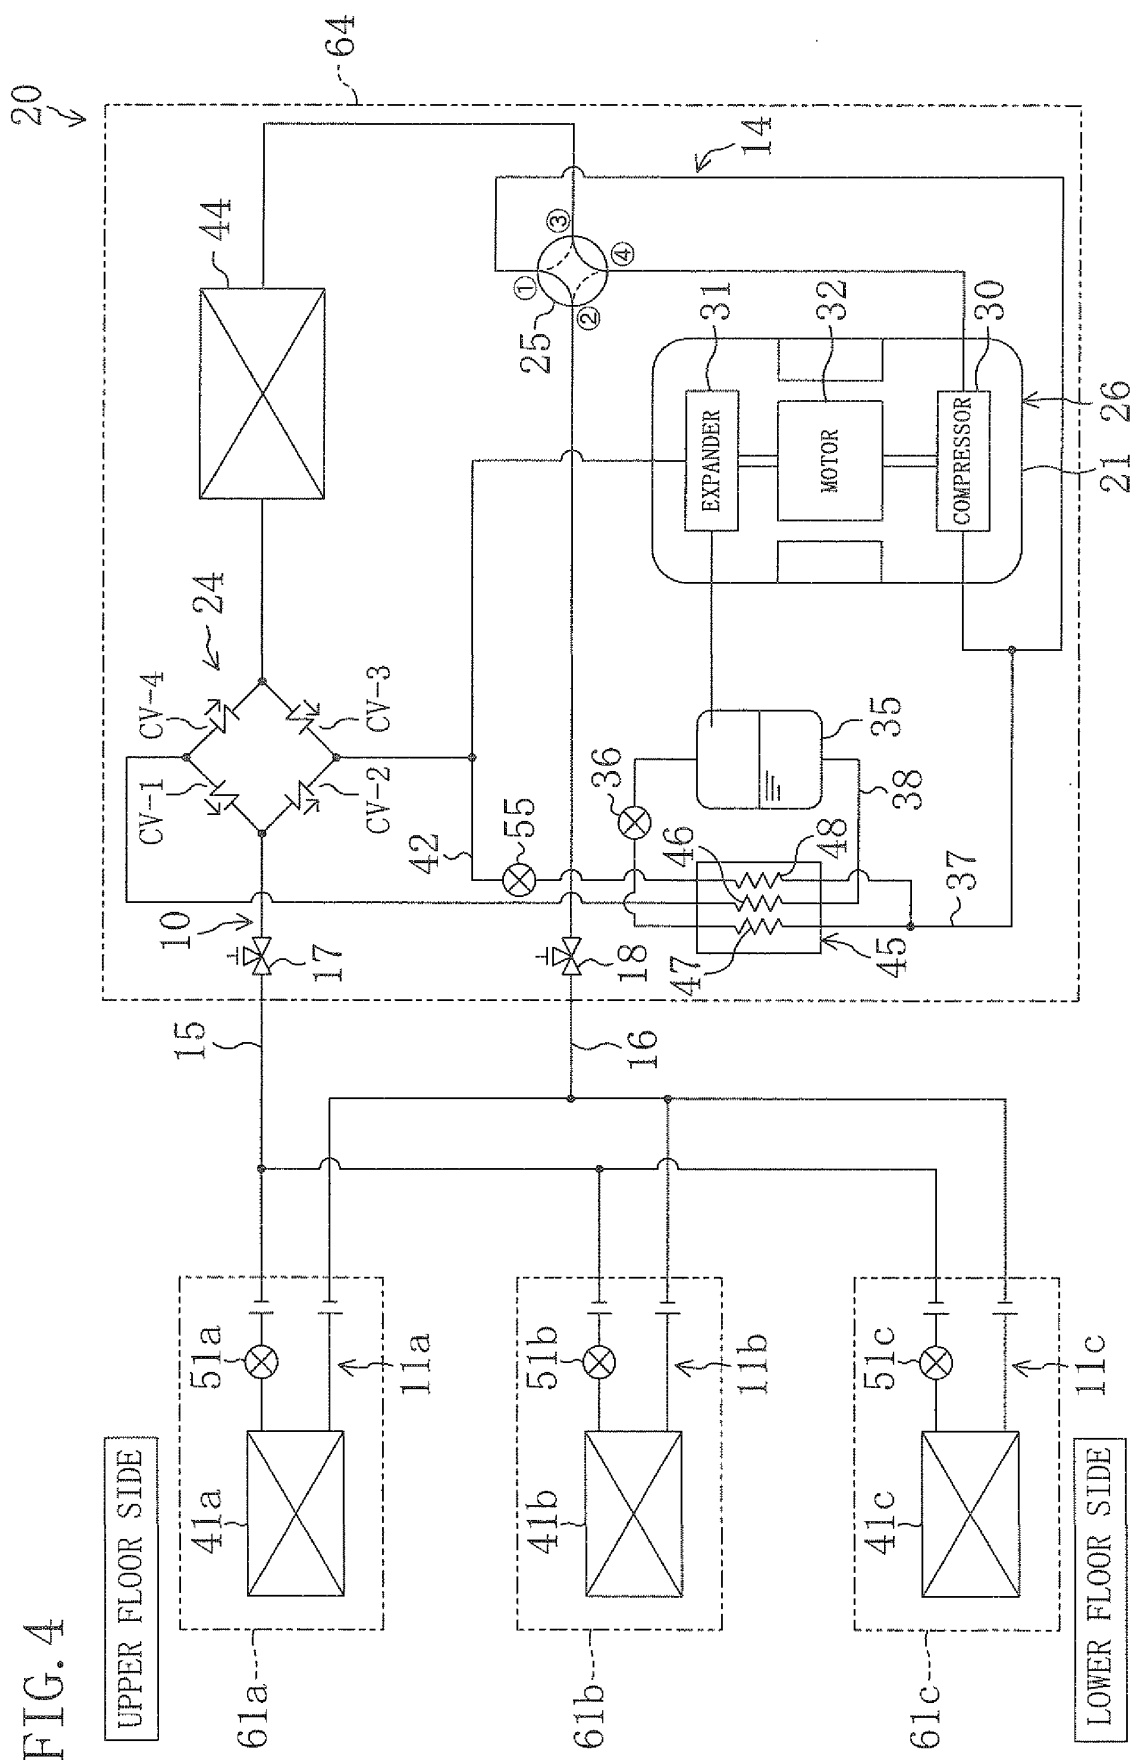 FIG.4
UPPER FLOOR SIDE
LOWER FLOOR SIDE
20
64
44
14
24
CV-4
CV-3
CV-1
CV-2
①
②
③
④
25
31
EXPANDER
32
MOTOR
30
COMPRESSOR
21
26
42
55
36
35
38
46
48
47
45
37
10
17
18
15
16
61a
41a
51a
11a
61b
41b
51b
11b
61c
41c
51c
11c